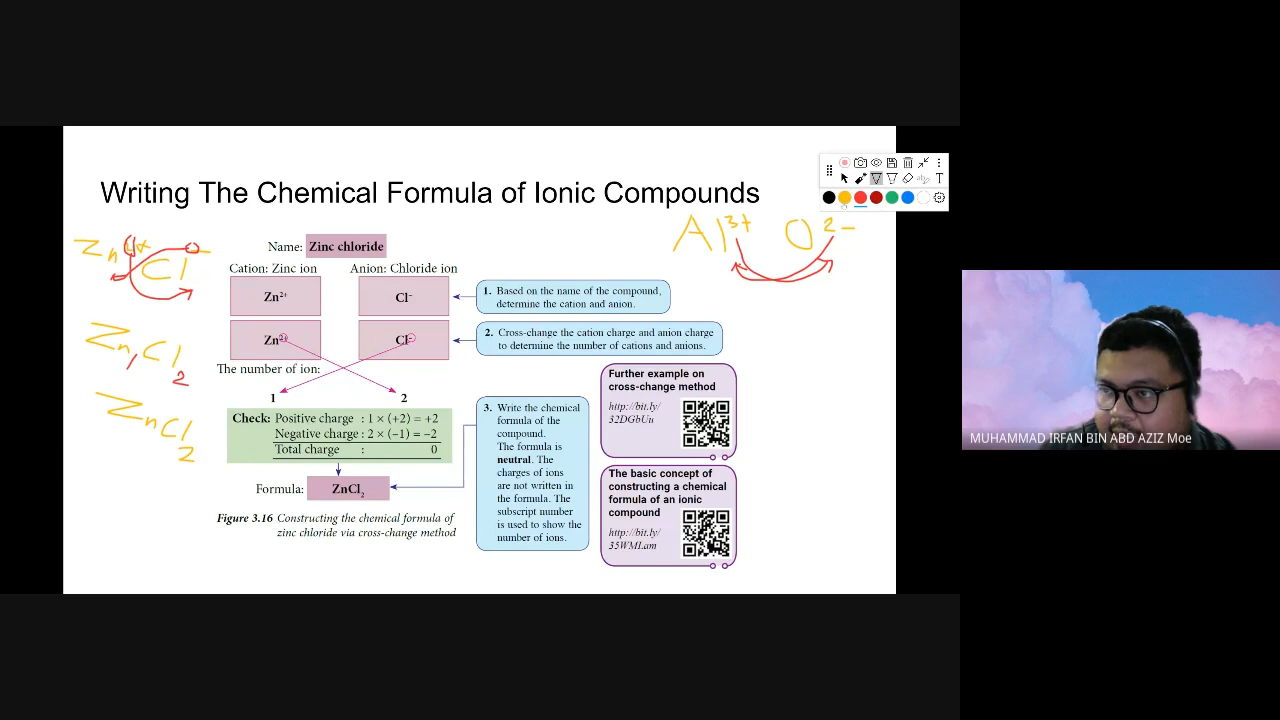 Writing The Chemical Formula of Ionic Compounds
Name: Zinc chloride
Cation: Zinc ion
Anion: Chloride ion
Zn²⁺
Cl⁻
Zn²⁺
Cl⁻
The number of ion:
1
2
Check: Positive charge : 1 × (+2) = +2
Negative charge : 2 × (−1) = −2
Total charge : 0
Formula: ZnCl₂
Figure 3.16 Constructing the chemical formula of
zinc chloride via cross-change method
1. Based on the name of the compound,
determine the cation and anion.
2. Cross-change the cation charge and anion charge
to determine the number of cations and anions.
3. Write the chemical
formula of the
compound.
The formula is
neutral. The
charges of ions
are not written in
the formula. The
subscript number
is used to show the
number of ions.
Further example on
cross-change method
http://bit.ly/
32DGbUu
The basic concept of
constructing a chemical
formula of an ionic
compound
http://bit.ly/
35WMLam
Cl⁻
Zn₁Cl₂
ZnCl₂
Al³⁺ O²⁻
abc
T
MUHAMMAD IRFAN BIN ABD AZIZ Moe